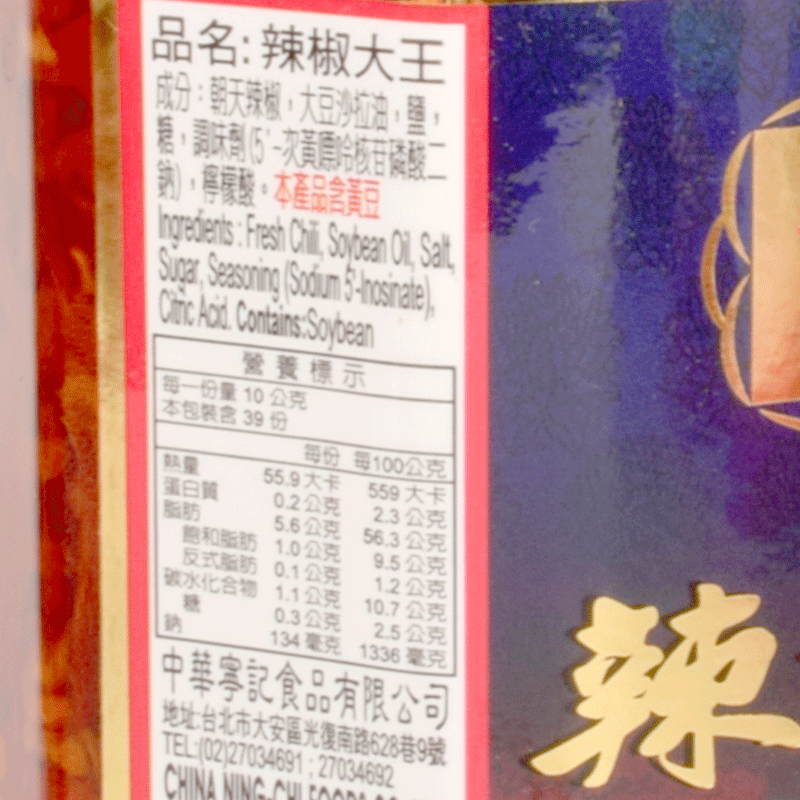 品名: 辣椒大王
成分：朝天辣椒，大豆沙拉油，鹽，
糖，調味劑(5'-次黃嘌呤核苷磷酸二
鈉)，檸檬酸。本產品含黃豆
Ingredients : Fresh Chili, Soybean Oil, Salt,
Sugar, Seasoning (Sodium 5'-Inosinate),
Citric Acid. Contains:Soybean
營養標示
每一份量 10 公克
本包裝含 39 份
每份 每100公克
熱量 55.9 大卡 559 大卡
蛋白質 0.2 公克 2.3 公克
脂肪 5.6 公克 56.3 公克
飽和脂肪 1.0 公克 9.5 公克
反式脂肪 0.1 公克 1.2 公克
碳水化合物 1.1 公克 10.7 公克
糖 0.3 公克 2.5 公克
鈉 134 毫克 1336 毫克
中華寧記食品有限公司
地址:台北市大安區光復南路628巷9號
TEL:(02)27034691 ; 27034692
CHINA NING-CHI FOODS
辣